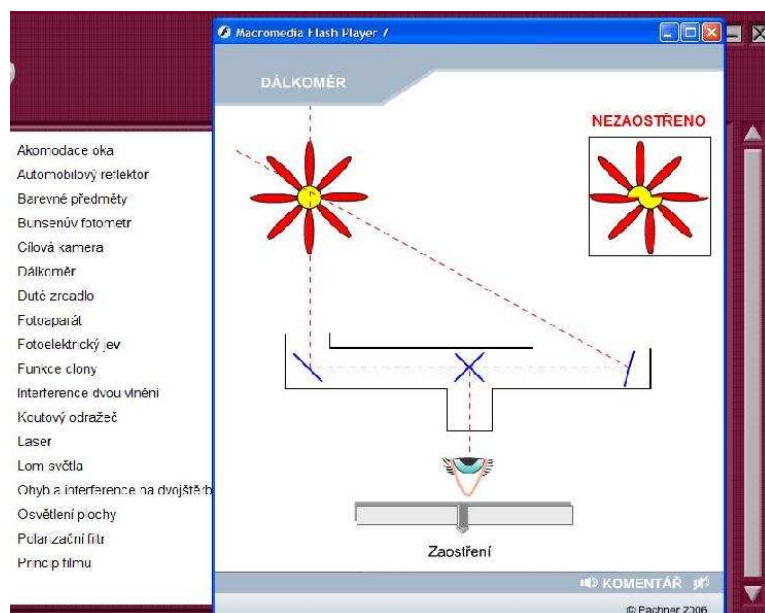 Macromedia Flash Player 7
DÁLKOMĚR
NEZAOSTŘENO
Akomodace oka
Automobilový reflektor
Barevné předměty
Bunsenův fotometr
Cílová kamera
Dálkoměr
Duté zrcadlo
Fotoaparát
Fotoelektrický jev
Funkce clony
Interference dvou vlnění
Koutový odražeč
Laser
Lom světla
Ohyb a interference na dvojštěrb
Osvětlení plochy
Polarizační filtr
Princip filmu
Zaostření
KOMENTÁŘ
© Pachner 2006